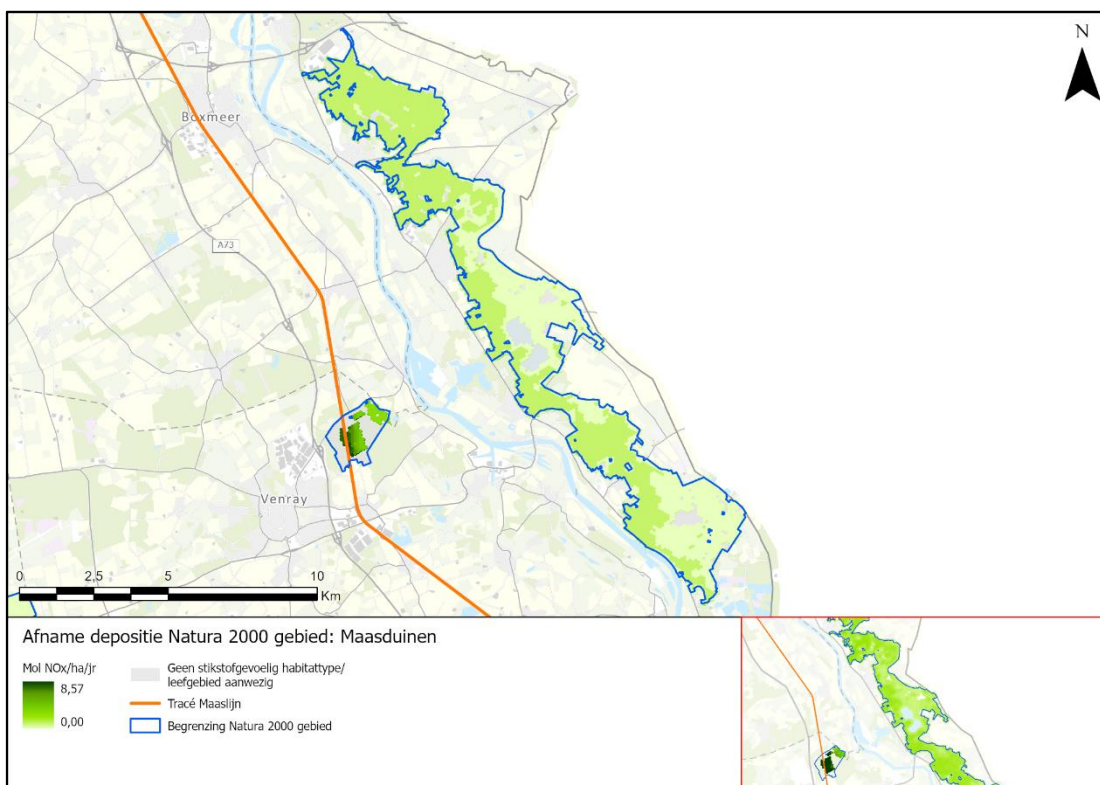 N
Boxmeer
A73
Venray
0 2,5 5 10
Km
Afname depositie Natura 2000 gebied: Maasduinen
Mol NOx/ha/jr
8,57
0,00
Geen stikstofgevoelig habitattype/
leefgebied aanwezig
Tracé Maaslijn
Begrenzing Natura 2000 gebied